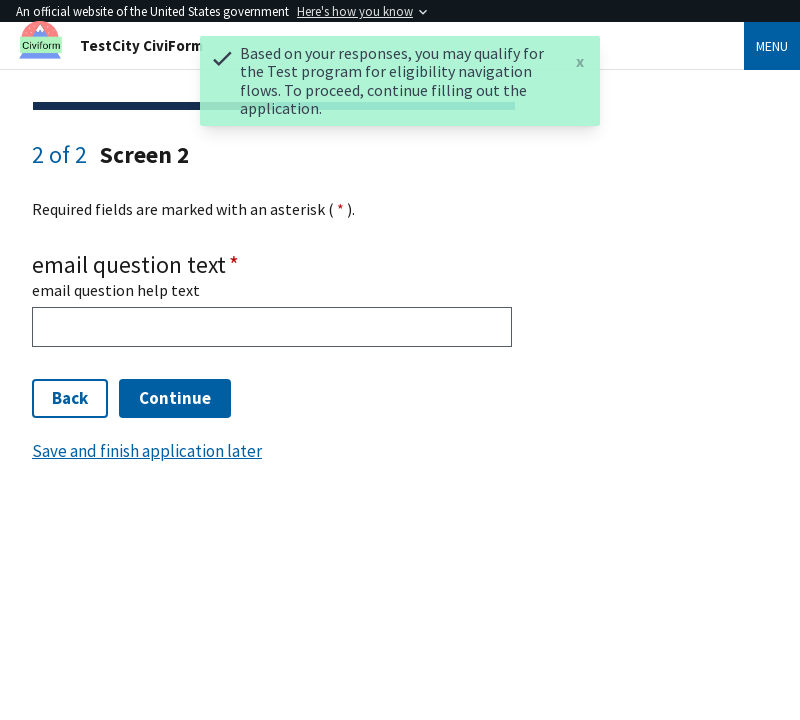 An official website of the United States government Here's how you know
Civiform
TestCity CiviForm
MENU
Based on your responses, you may qualify for
the Test program for eligibility navigation
flows. To proceed, continue filling out the
application.
x
2 of 2 Screen 2
Required fields are marked with an asterisk ( * ).
email question text *
email question help text
Back
Continue
Save and finish application later